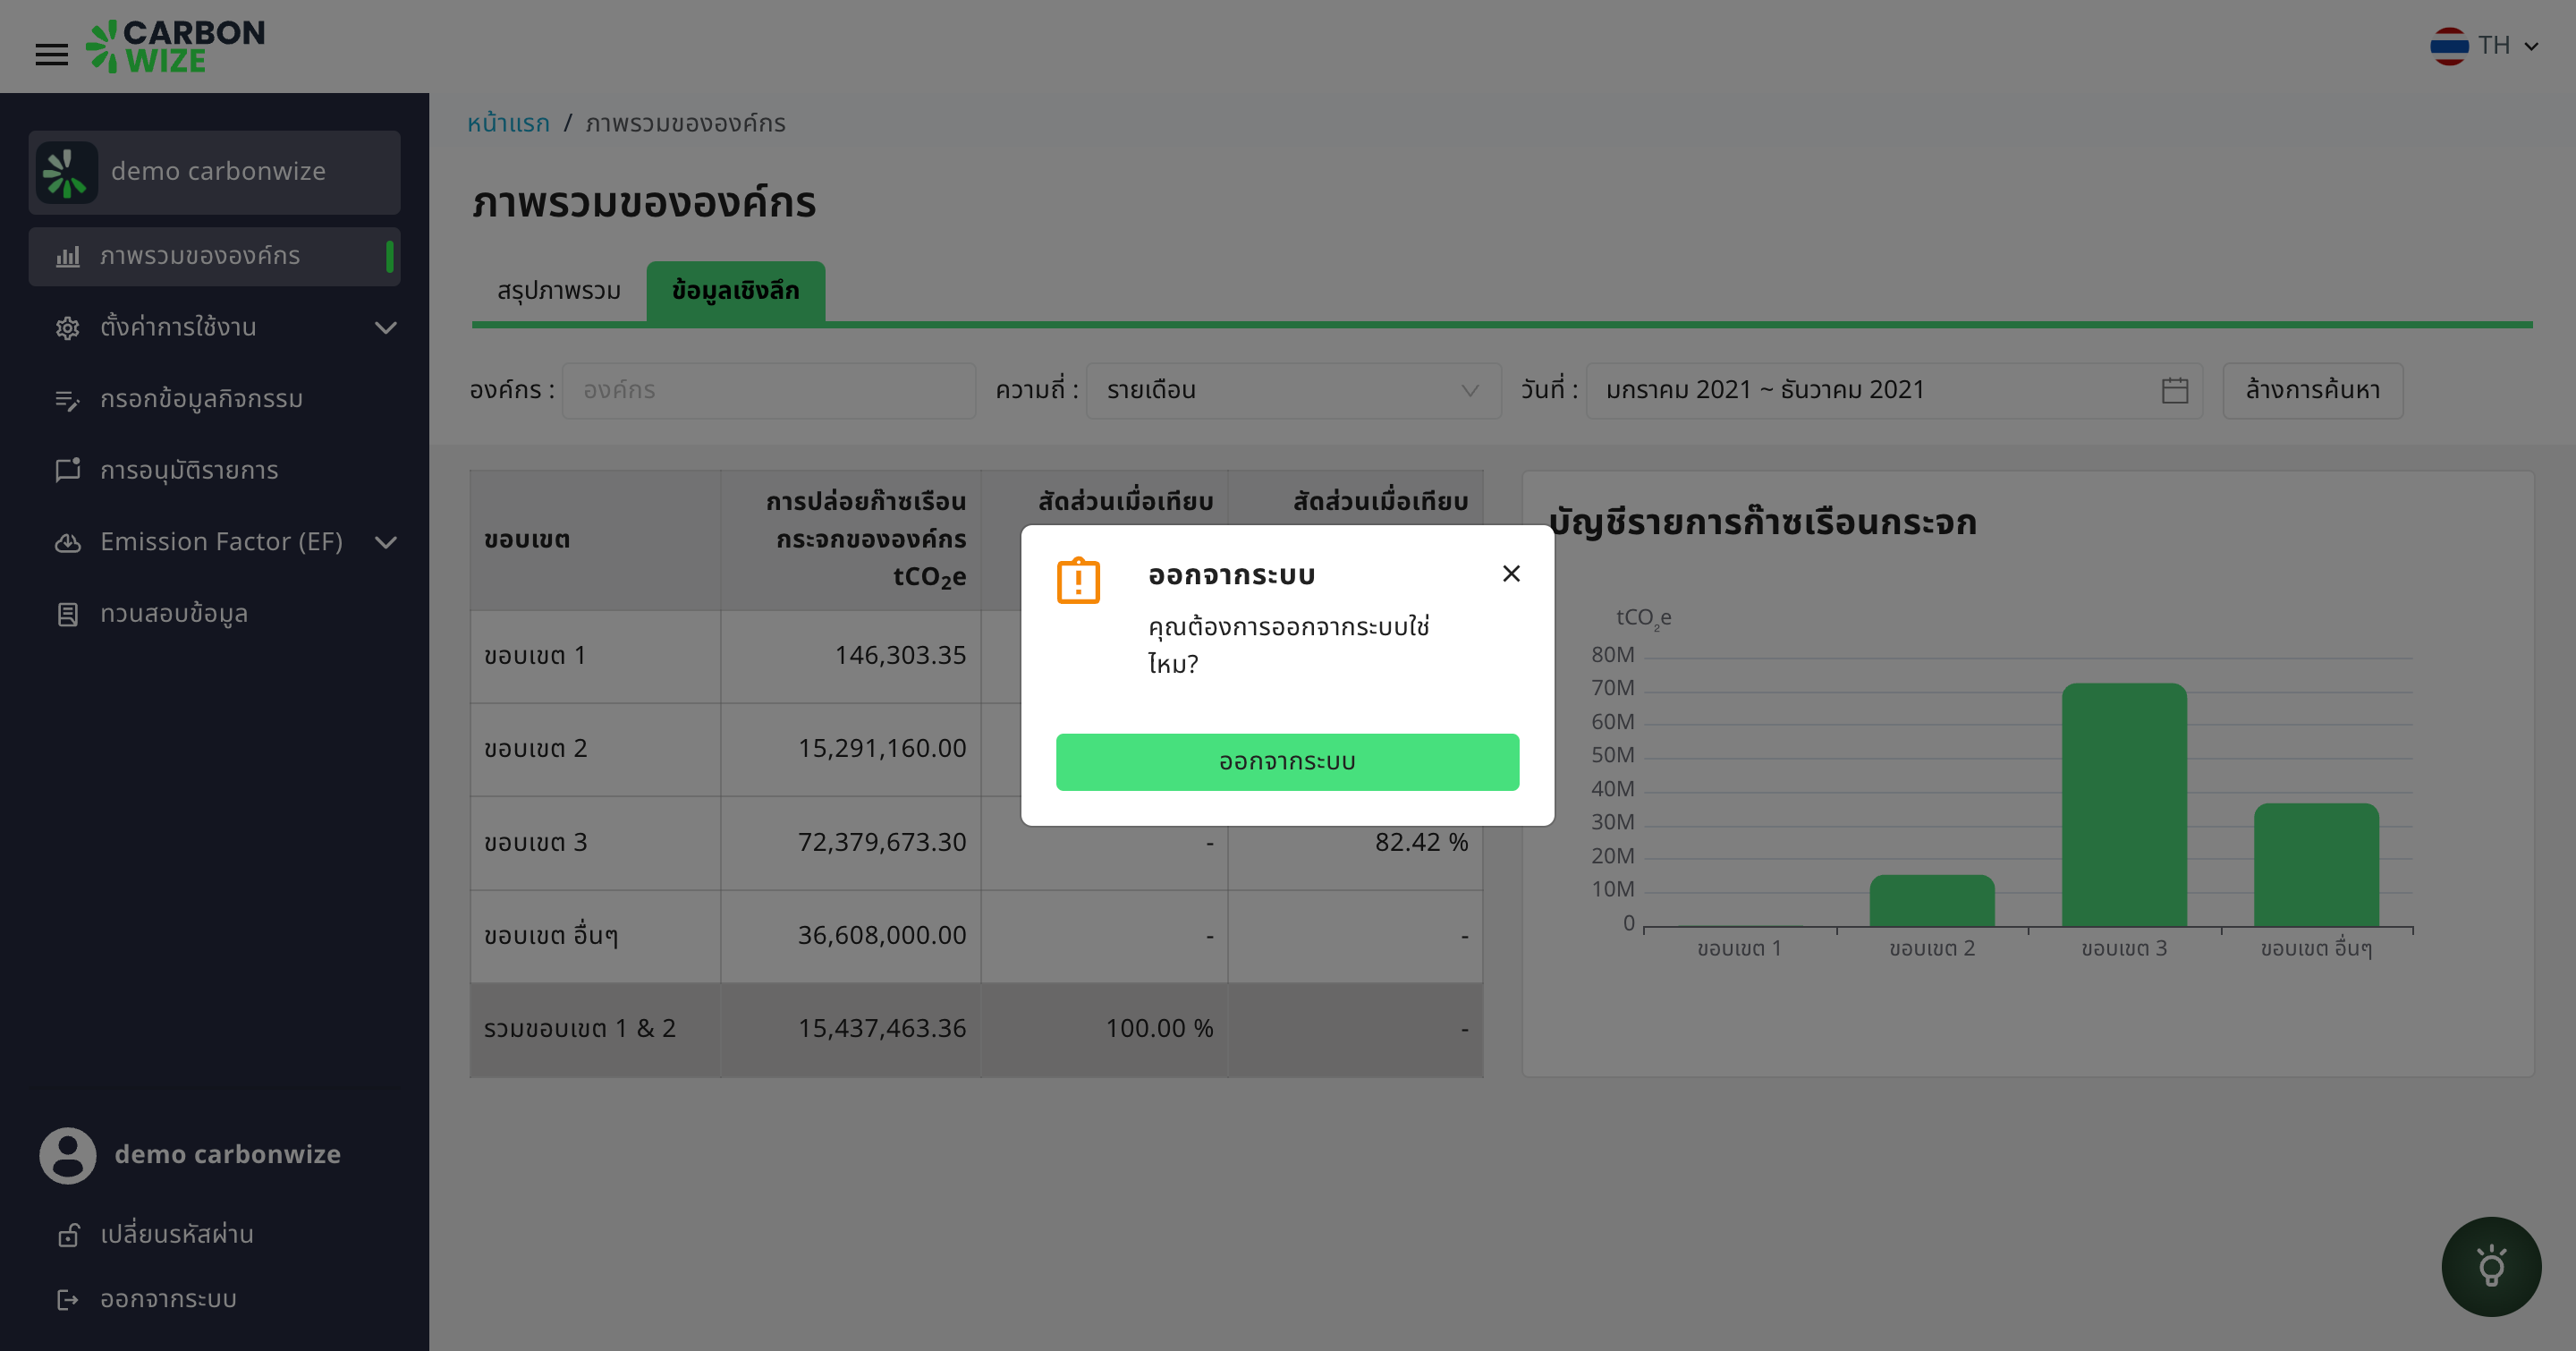 CARBON
WIZE
TH
demo carbonwize
ภาพรวมขององค์กร
ตั้งค่าการใช้งาน
กรอกข้อมูลกิจกรรม
การอนุมัติรายการ
Emission Factor (EF)
ทวนสอบข้อมูล
demo carbonwize
เปลี่ยนรหัสผ่าน
ออกจากระบบ
หน้าแรก / ภาพรวมขององค์กร
ภาพรวมขององค์กร
สรุปภาพรวม ข้อมูลเชิงลึก
องค์กร : องค์กร ความถี่ : รายเดือน วันที่ : มกราคม 2021 ~ ธันวาคม 2021 ล้างการค้นหา
ขอบเขต
การปล่อยก๊าซเรือน
กระจกขององค์กร
tCO₂e
สัดส่วนเมื่อเทียบ
สัดส่วนเมื่อเทียบ
ขอบเขต 1 146,303.35
ขอบเขต 2 15,291,160.00
ขอบเขต 3 72,379,673.30 - 82.42 %
ขอบเขต อื่นๆ 36,608,000.00 - -
รวมขอบเขต 1 & 2 15,437,463.36 100.00 % -
ออกจากระบบ
คุณต้องการออกจากระบบใช่
ไหม?
ออกจากระบบ
บัญชีรายการก๊าซเรือนกระจก
tCO₂e
80M
70M
60M
50M
40M
30M
20M
10M
0
ขอบเขต 1 ขอบเขต 2 ขอบเขต 3 ขอบเขต อื่นๆ